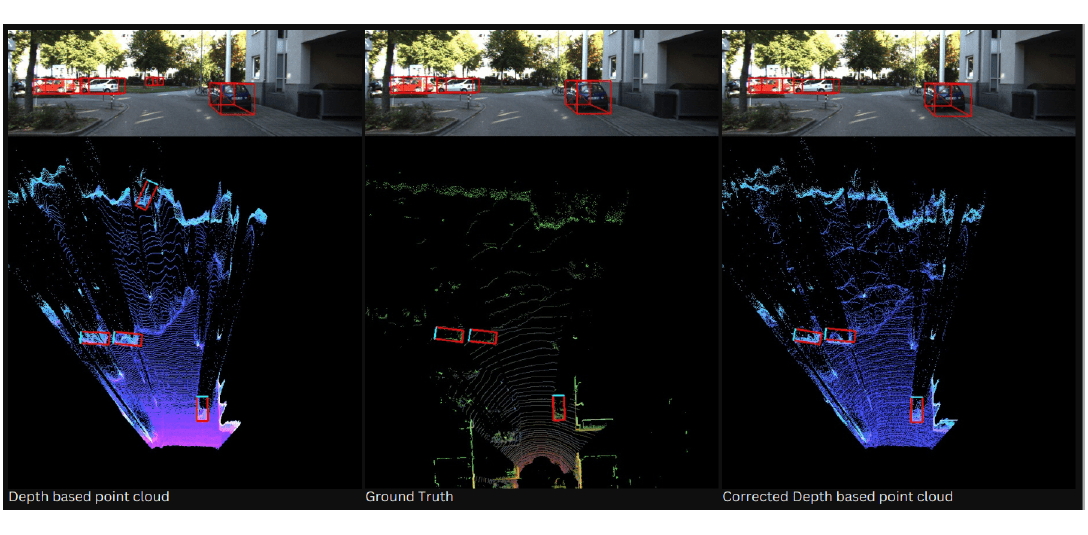 Depth based point cloud
Ground Truth
Corrected Depth based point cloud